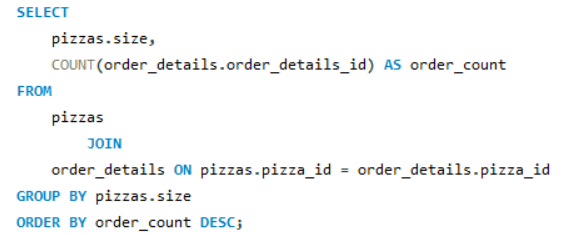 SELECT
    pizzas.size,
    COUNT(order_details.order_details_id) AS order_count
FROM
    pizzas
        JOIN
    order_details ON pizzas.pizza_id = order_details.pizza_id
GROUP BY pizzas.size
ORDER BY order_count DESC;